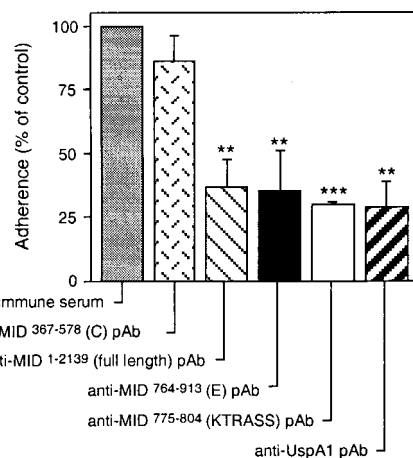 100
75
50
25
0
Adherence (% of control)
**
**
***
**
immune serum
MID 367-578 (C) pAb
ti-MID 1-2139 (full length) pAb
anti-MID 764-913 (E) pAb
anti-MID 775-804 (KTRASS) pAb
anti-UspA1 pAb